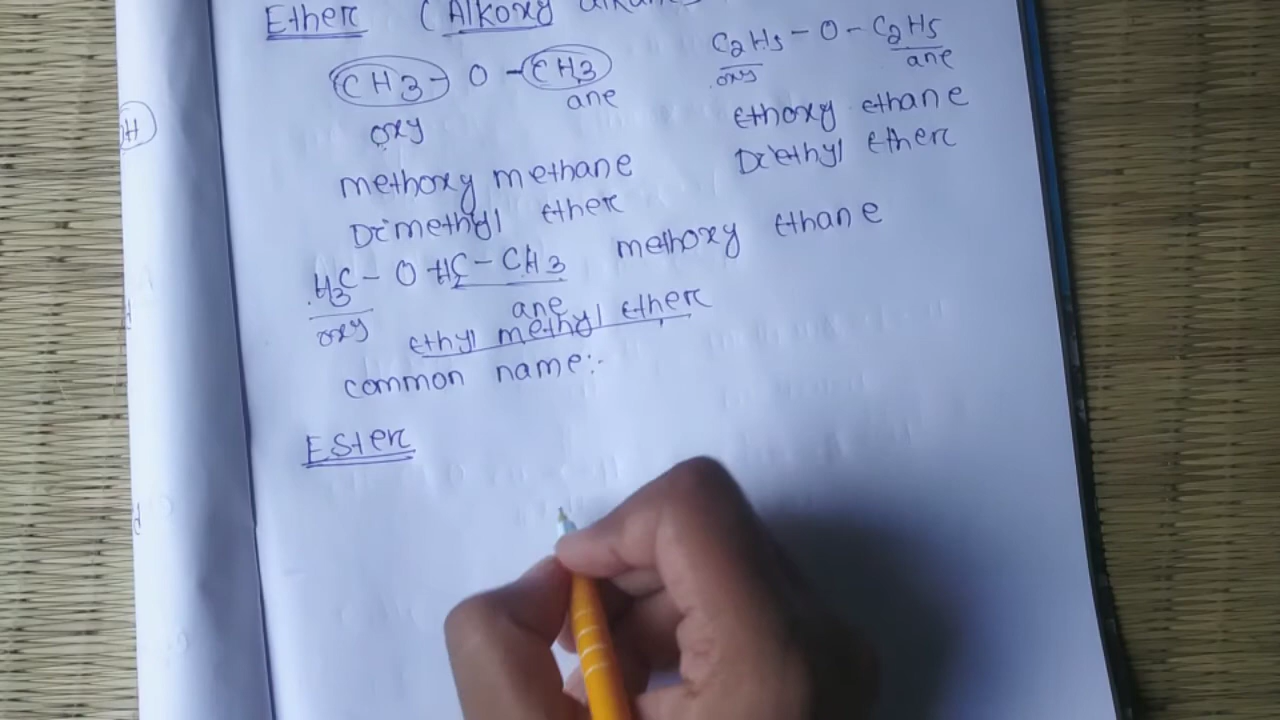 Ether (Alkoxy alkane)
CH3 - O - CH3
ane
oxy
methoxy methane
Dimethyl ether
C2H5 - O - C2H5
oxy ane
ethoxy ethane
Diethyl ether
H3C - O - H2C - CH3 methoxy ethane
oxy ane
ethyl methyl ether
common name:-
Ester